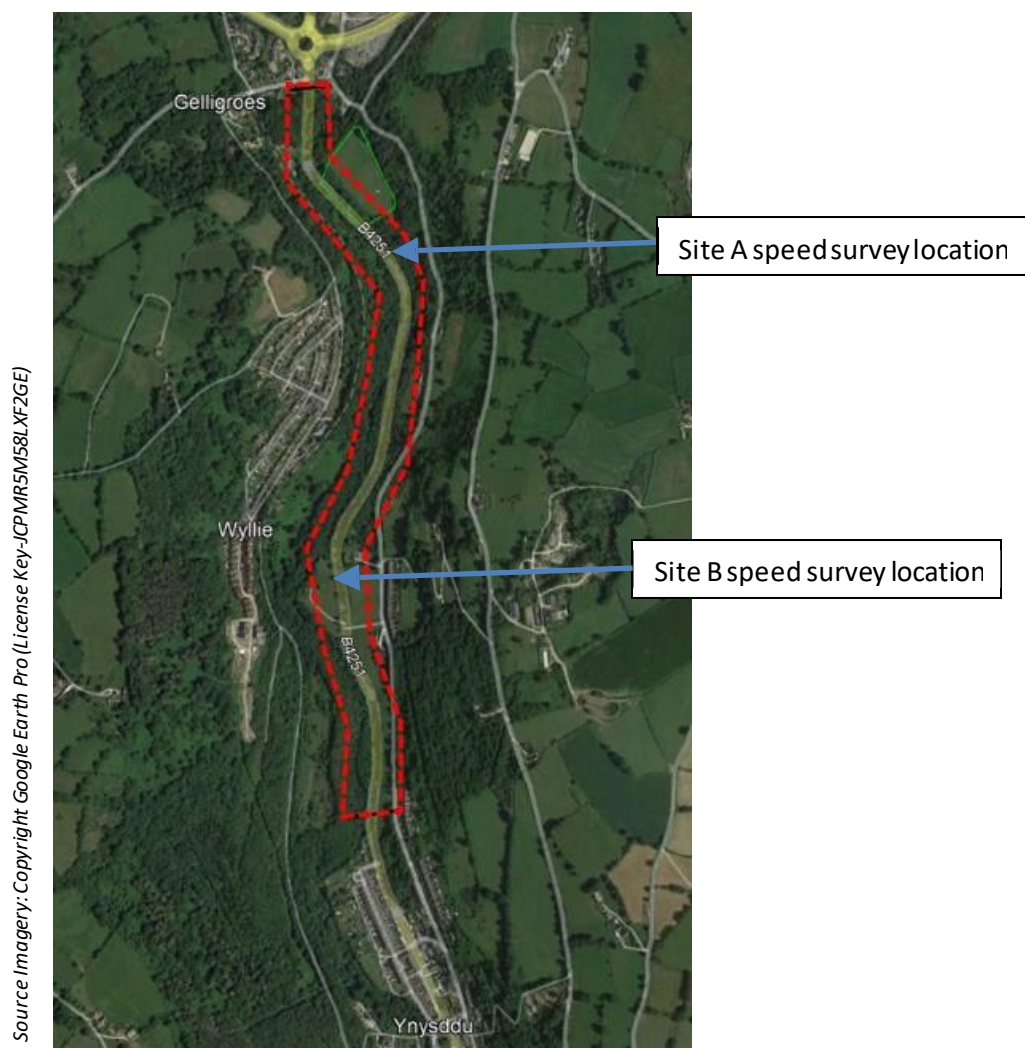 Gelligroes
B4251
Site A speed survey location
Wyllie
Site B speed survey location
B4251
Ynysddu
Source Imagery: Copyright Google Earth Pro (License Key-JCPMR5M58LXF2GE)